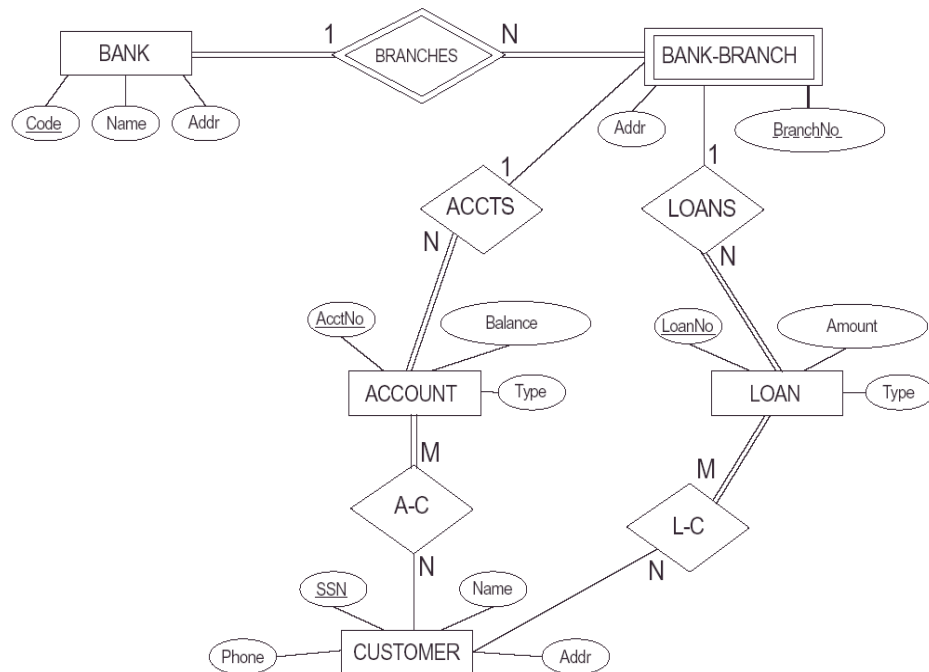 1
N
BANK
BRANCHES
BANK-BRANCH
Code
Name
Addr
Addr
BranchNo
1
1
ACCTS
LOANS
N
N
AcctNo
Balance
LoanNo
Amount
ACCOUNT
Type
LOAN
Type
M
M
A-C
L-C
N
N
SSN
Name
Phone
CUSTOMER
Addr